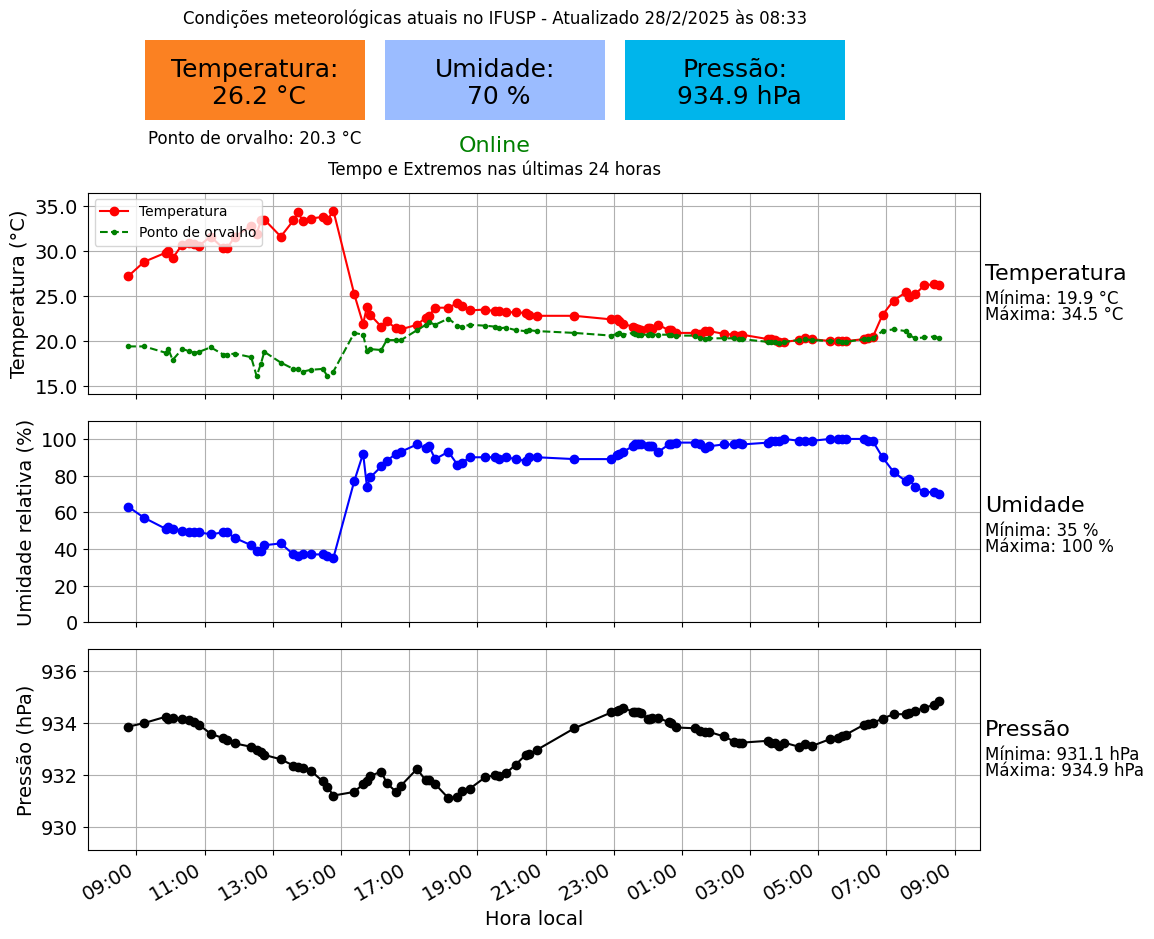 Condições meteorológicas atuais no IFUSP - Atualizado 28/2/2025 às 08:33
Temperatura:
26.2 °C
Umidade:
70 %
Pressão:
934.9 hPa
Ponto de orvalho: 20.3 °C
Online
Tempo e Extremos nas últimas 24 horas
Temperatura (°C)
35.0
30.0
25.0
20.0
15.0
Temperatura
Ponto de orvalho
Temperatura
Mínima: 19.9 °C
Máxima: 34.5 °C
Umidade relativa (%)
100
80
60
40
20
0
Umidade
Mínima: 35 %
Máxima: 100 %
Pressão (hPa)
936
934
932
930
Pressão
Mínima: 931.1 hPa
Máxima: 934.9 hPa
09:00
11:00
13:00
15:00
17:00
19:00
21:00
23:00
01:00
03:00
05:00
07:00
09:00
Hora local